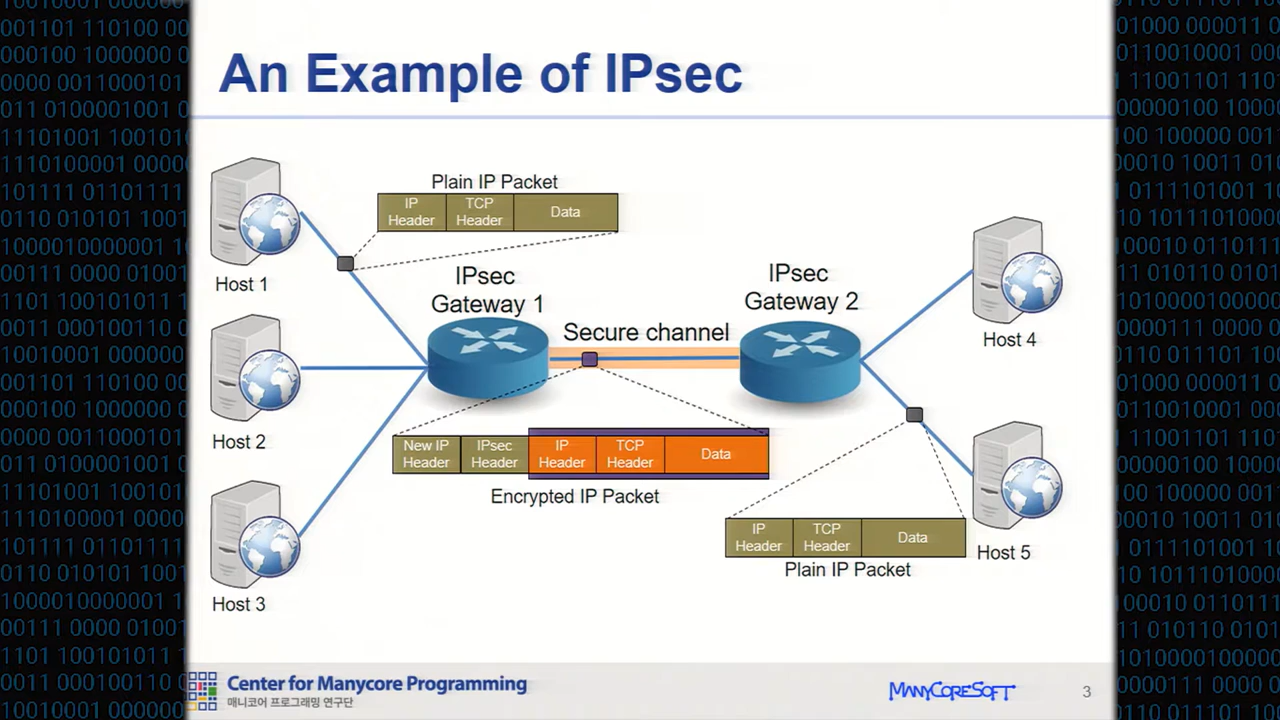 An Example of IPsec
Plain IP Packet
IP Header
TCP Header
Data
Host 1
IPsec Gateway 1
IPsec Gateway 2
Secure channel
Host 4
Host 2
New IP Header
IPsec Header
IP Header
TCP Header
Data
Encrypted IP Packet
IP Header
TCP Header
Data
Plain IP Packet
Host 5
Host 3
Center for Manycore Programming
매니코어 프로그래밍 연구단
MANYCORESOFT
3